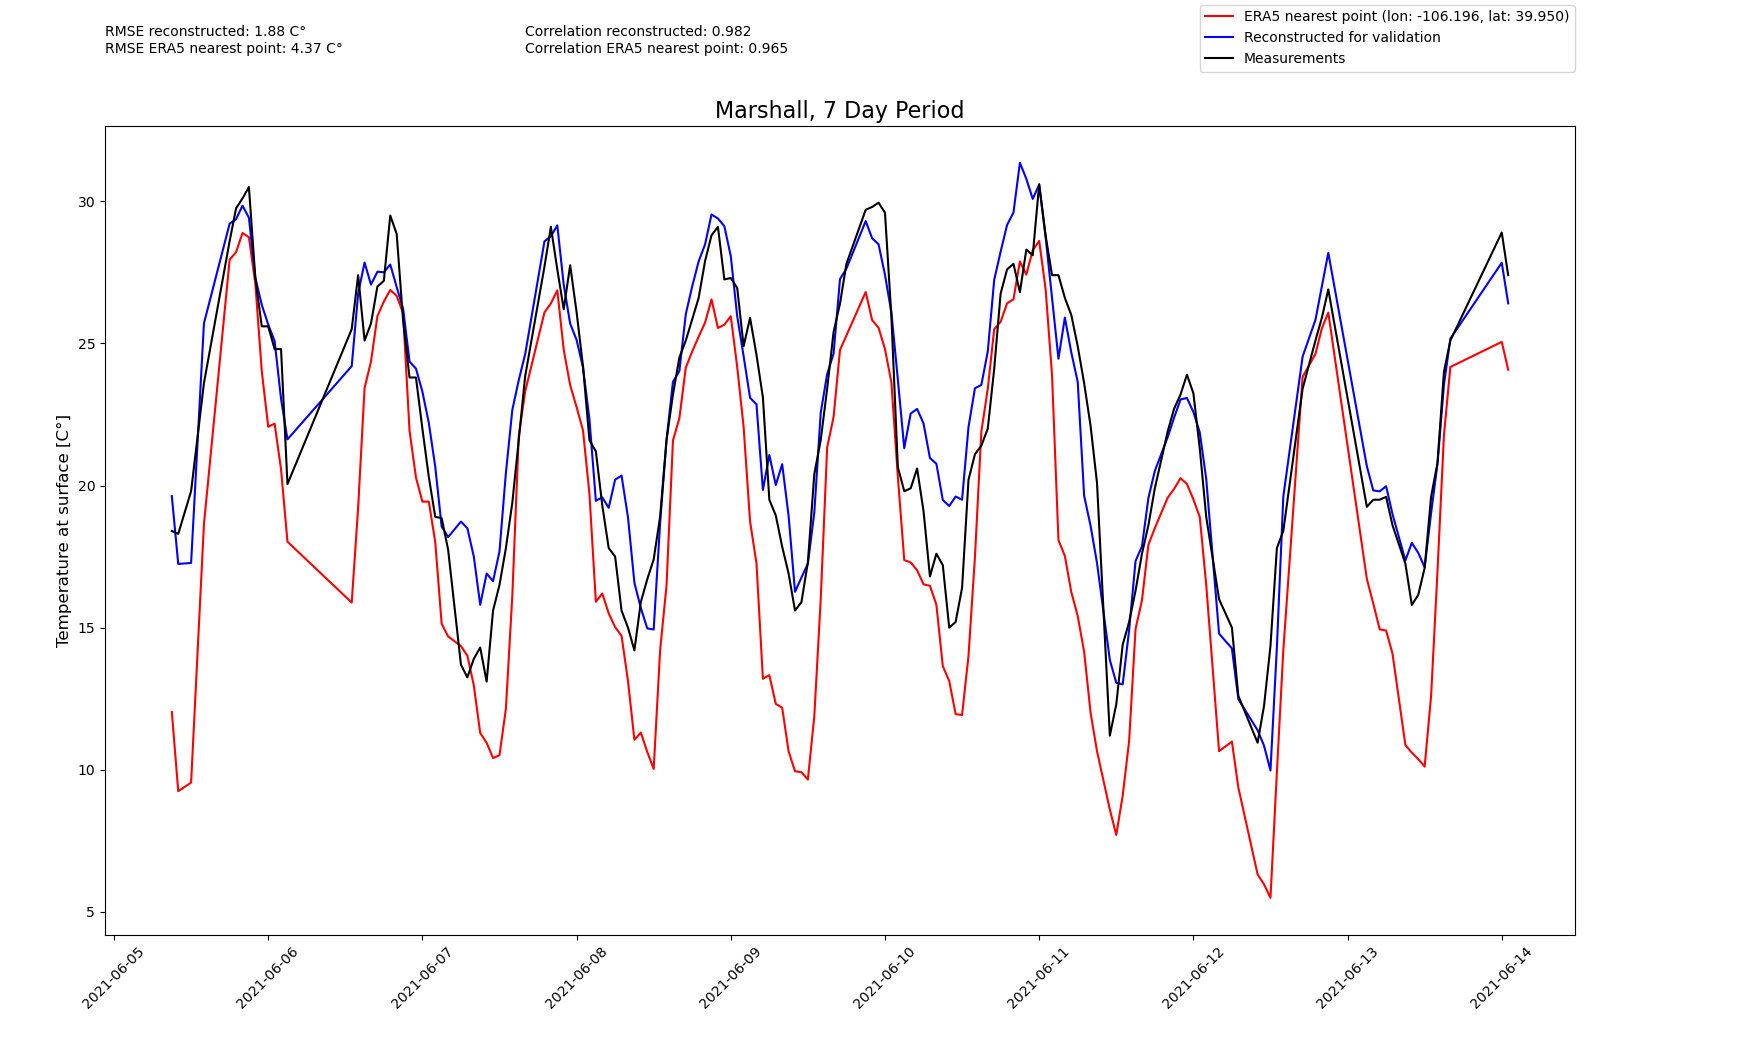 RMSE reconstructed: 1.88 C°
RMSE ERA5 nearest point: 4.37 C°
Correlation reconstructed: 0.982
Correlation ERA5 nearest point: 0.965
ERA5 nearest point (lon: -106.196, lat: 39.950)
Reconstructed for validation
Measurements
Marshall, 7 Day Period
Temperature at surface [C°]
30
25
20
15
10
5
2021-06-05
2021-06-06
2021-06-07
2021-06-08
2021-06-09
2021-06-10
2021-06-11
2021-06-12
2021-06-13
2021-06-14